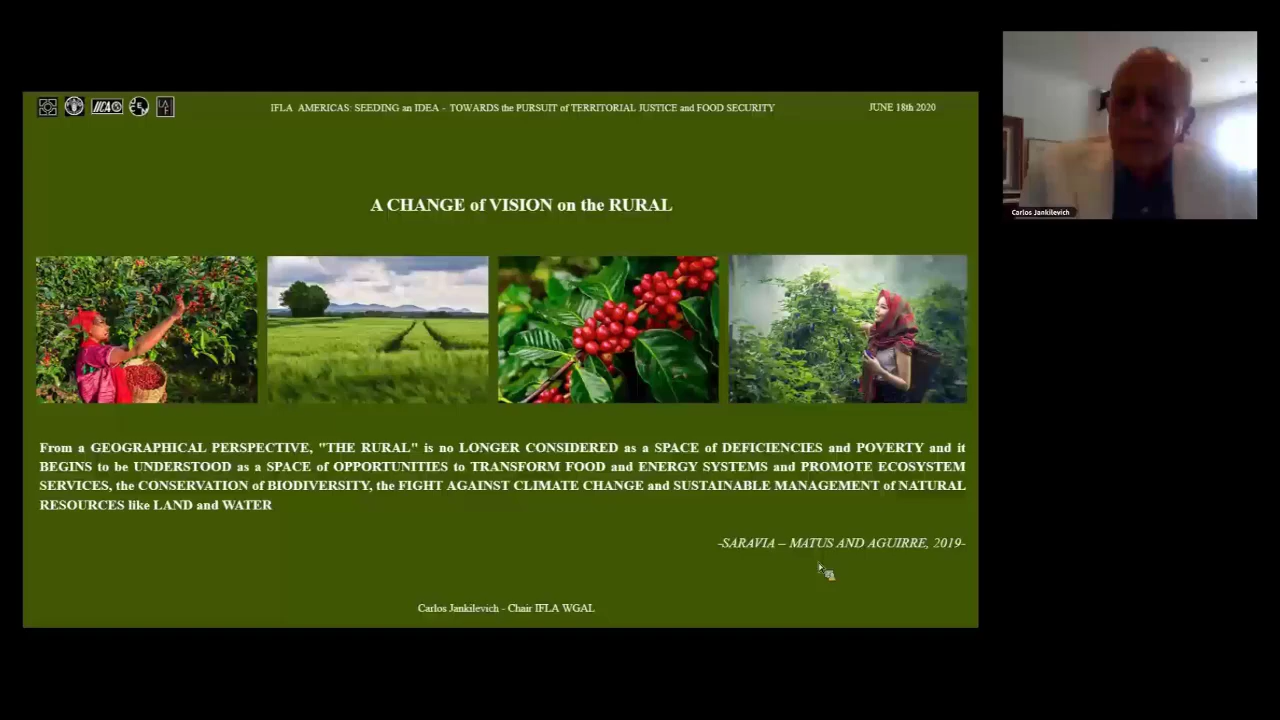 IICA
IFLA AMERICAS: SEEDING an IDEA - TOWARDS the PURSUIT of TERRITORIAL JUSTICE and FOOD SECURITY
JUNE 18th 2020
A CHANGE of VISION on the RURAL
From a GEOGRAPHICAL PERSPECTIVE, "THE RURAL" is no LONGER CONSIDERED as a SPACE of DEFICIENCIES and POVERTY and it
BEGINS to be UNDERSTOOD as a SPACE of OPPORTUNITIES to TRANSFORM FOOD and ENERGY SYSTEMS and PROMOTE ECOSYSTEM
SERVICES, the CONSERVATION of BIODIVERSITY, the FIGHT AGAINST CLIMATE CHANGE and SUSTAINABLE MANAGEMENT of NATURAL
RESOURCES like LAND and WATER
-SARAVIA – MATUS AND AGUIRRE, 2019-
Carlos Jankilevich - Chair IFLA WGAL
Carlos Jankilevich